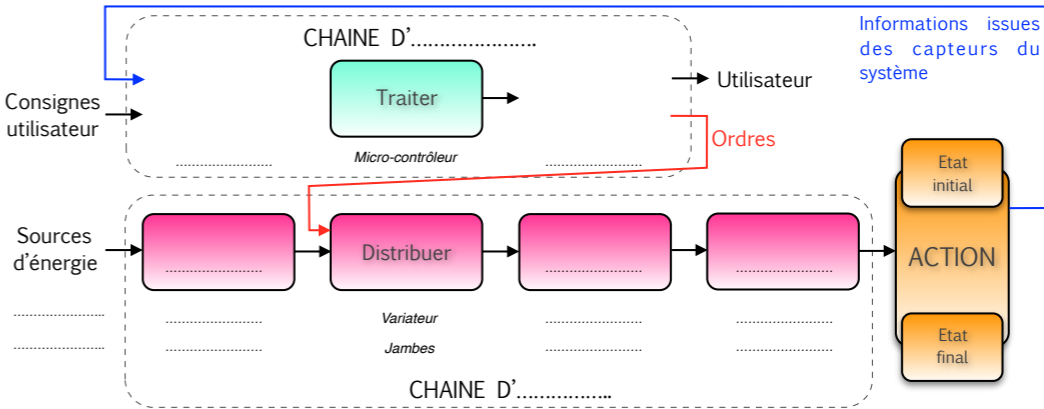 CHAINE D'......................
Informations issues
des capteurs du
système
Consignes
utilisateur
Traiter
Utilisateur
Micro-contrôleur
Ordres
Sources
d'énergie
Distribuer
Variateur
Jambes
Etat
initial
ACTION
Etat
final
CHAINE D'.................